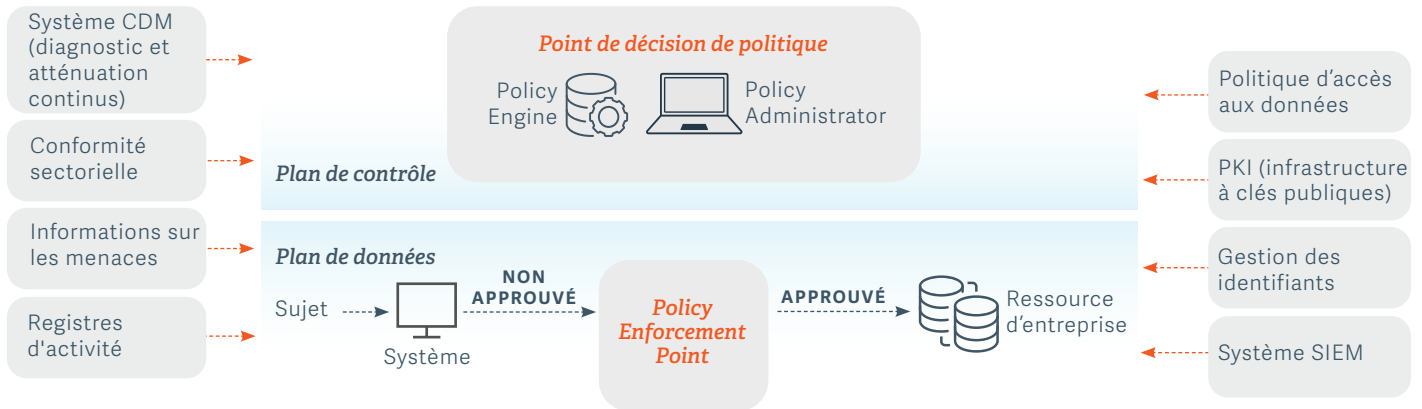 Système CDM
(diagnostic et
atténuation
continus)
Conformité
sectorielle
Informations sur
les menaces
Registres
d'activité
Point de décision de politique
Policy
Engine
Policy
Administrator
Plan de contrôle
Plan de données
Sujet
Système
NON
APPROUVÉ
Policy
Enforcement
Point
APPROUVÉ
Ressource
d’entreprise
Politique d’accès
aux données
PKI (infrastructure
à clés publiques)
Gestion des
identifiants
Système SIEM